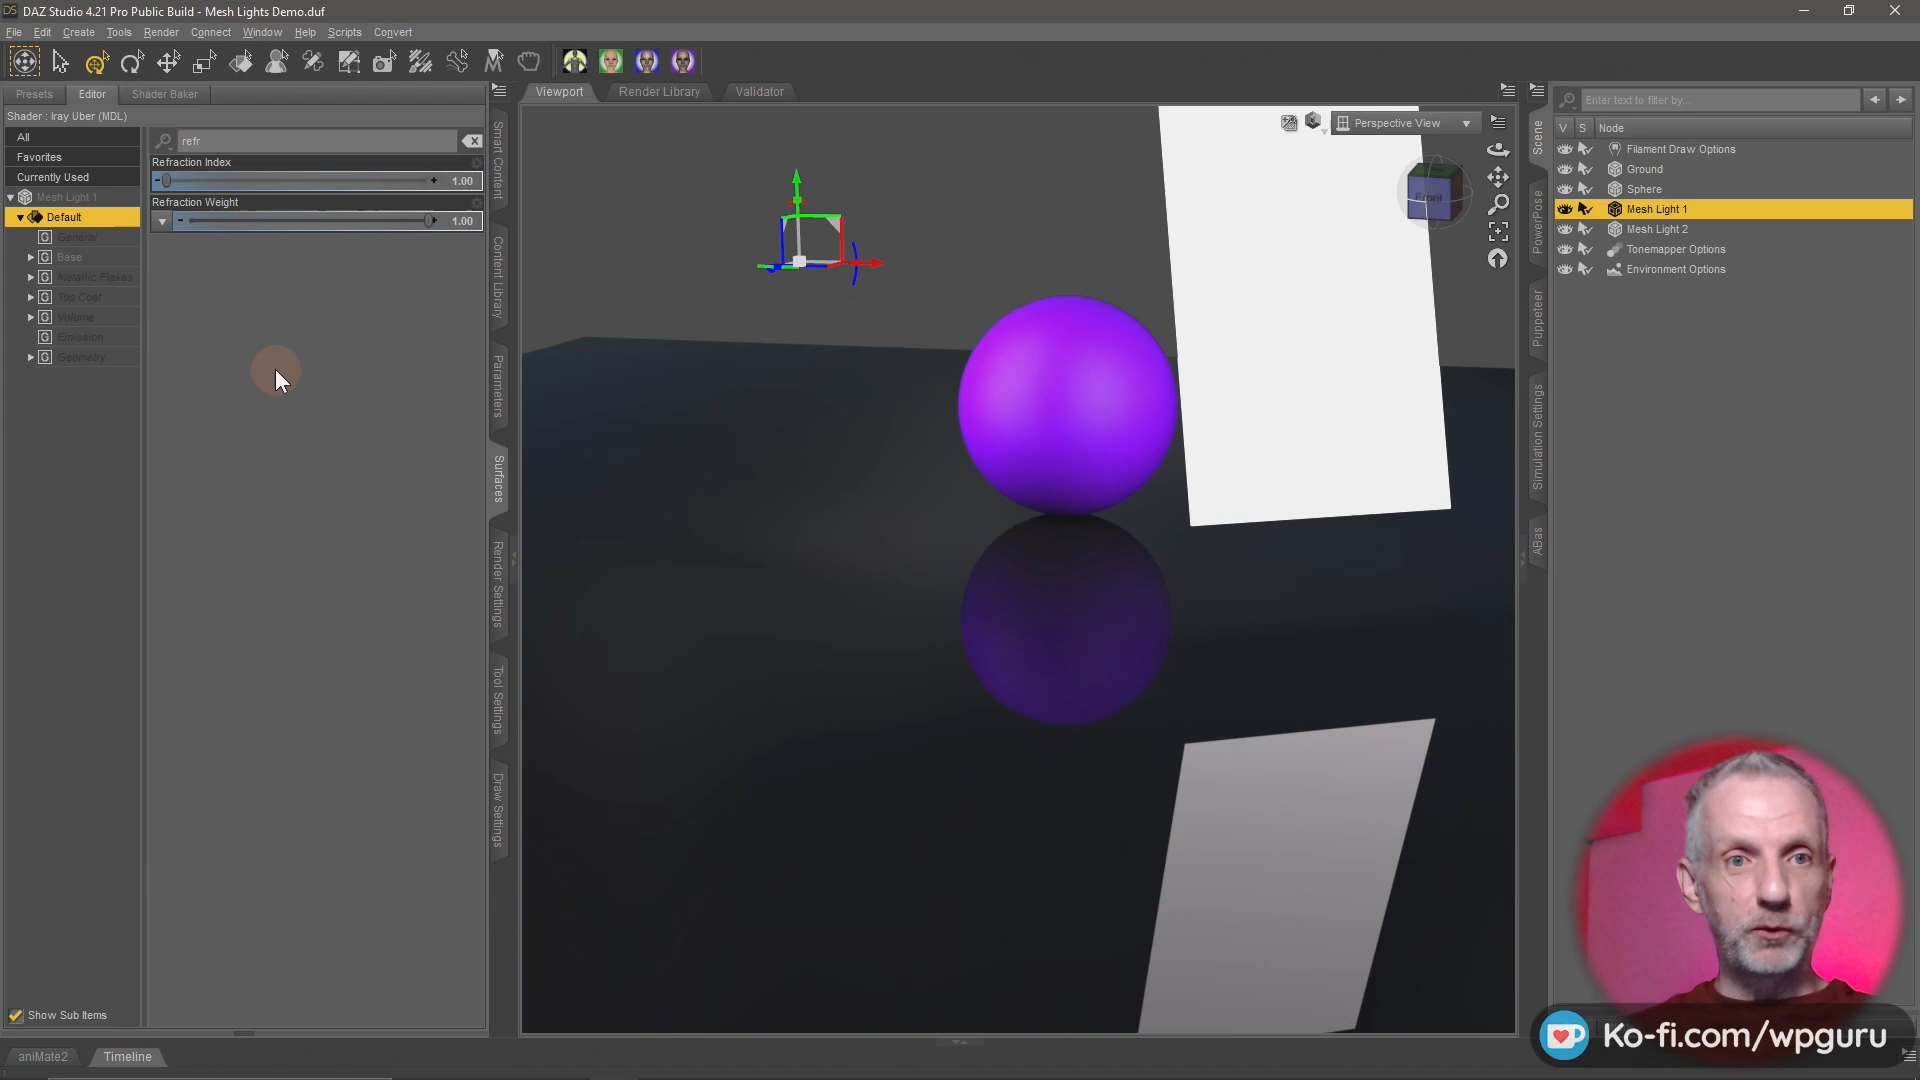 DAZ Studio 4.21 Pro Public Build - Mesh Lights Demo.duf
File Edit Create Tools Render Connect Window Help Scripts Convert
Presets Editor Shader Baker
Shader : Iray Uber (MDL)
All
Favorites
Currently Used
Mesh Light 1
Default
General
Base
Metallic Flakes
Top Coat
Volume
Emission
Geometry
Show Sub Items
refr
Refraction Index
1.00
Refraction Weight
1.00
Smart Content
Content Library
Parameters
Surfaces
Render Settings
Tool Settings
Draw Settings
Viewport Render Library Validator
Perspective View
Front
Scene
PowerPose
Puppeteer
Simulation Settings
ABas
Enter text to filter by...
V S Node
Filament Draw Options
Ground
Sphere
Mesh Light 1
Mesh Light 2
Tonemapper Options
Environment Options
aniMate2 Timeline
Ko-fi.com/wpguru